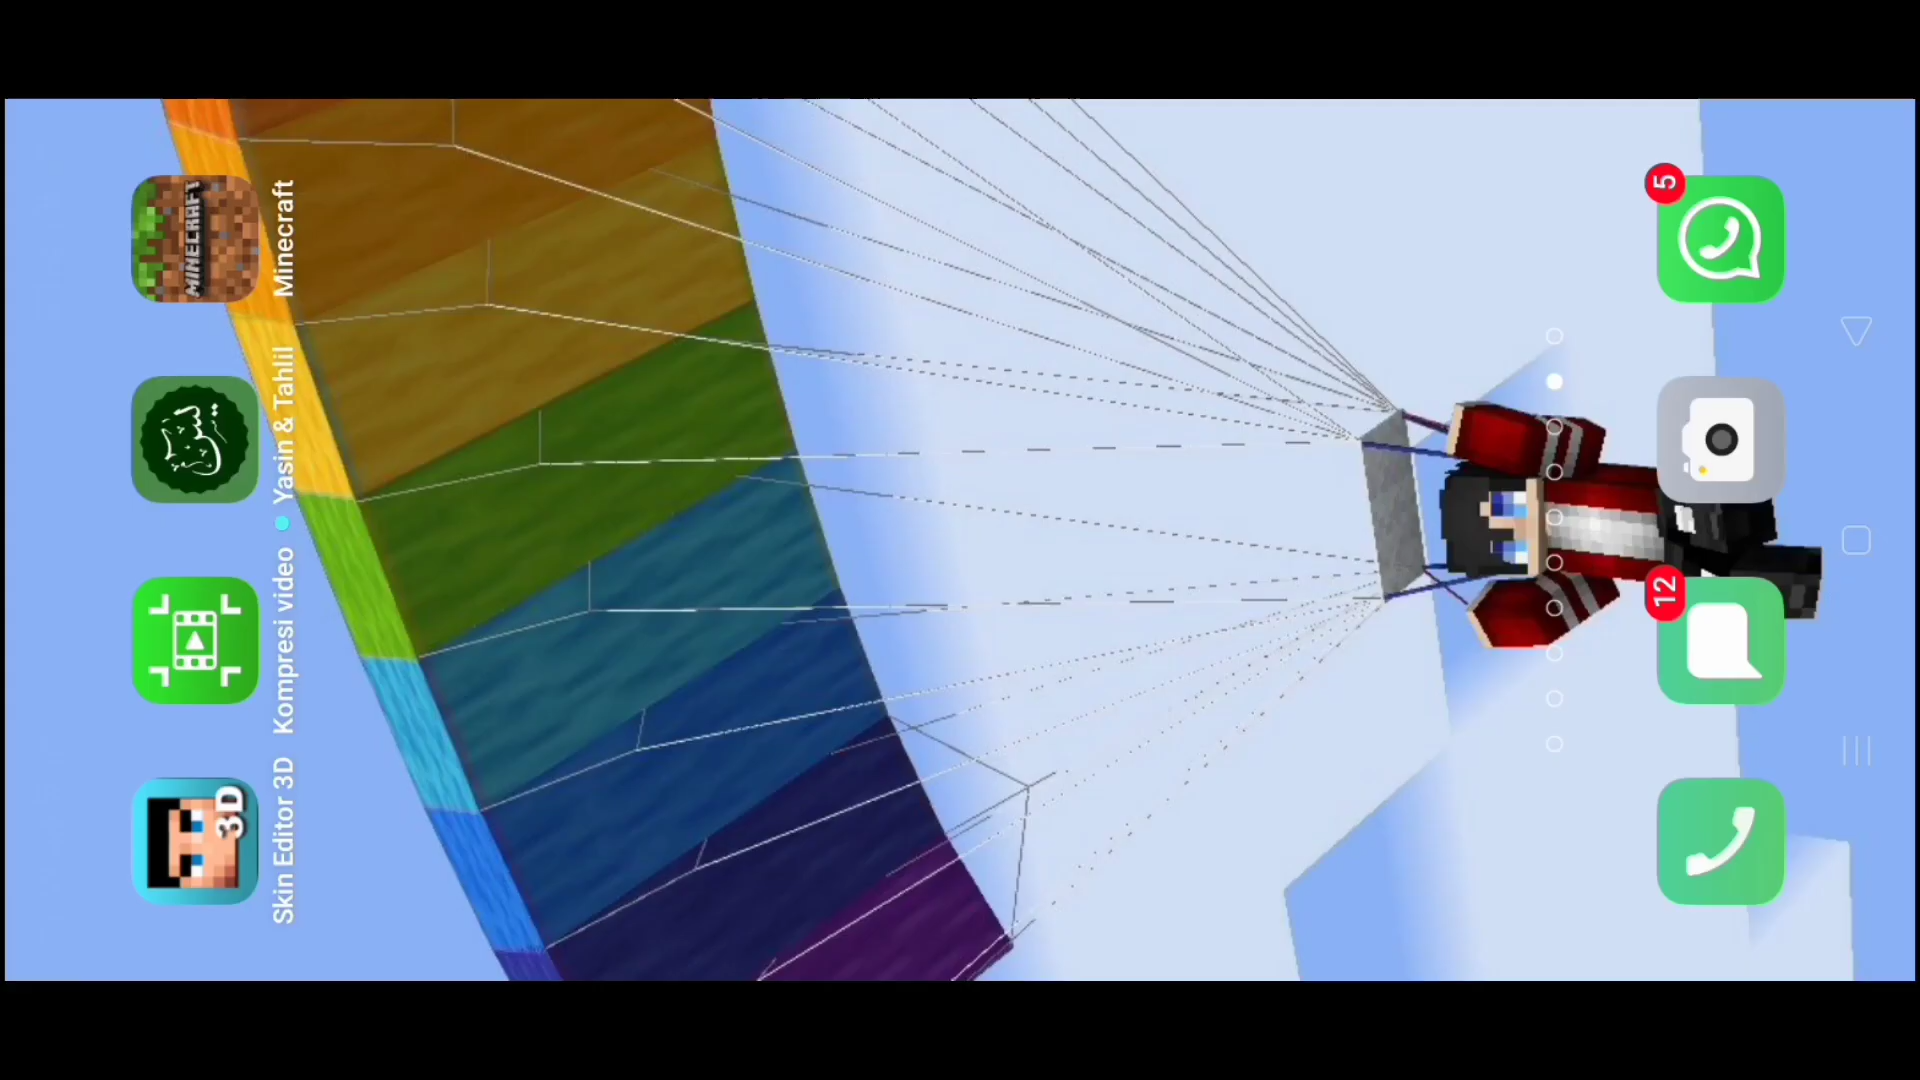 3D MINECRAFT
Skin Editor 3D Kompresi video Yasin & Tahlil Minecraft
12 5